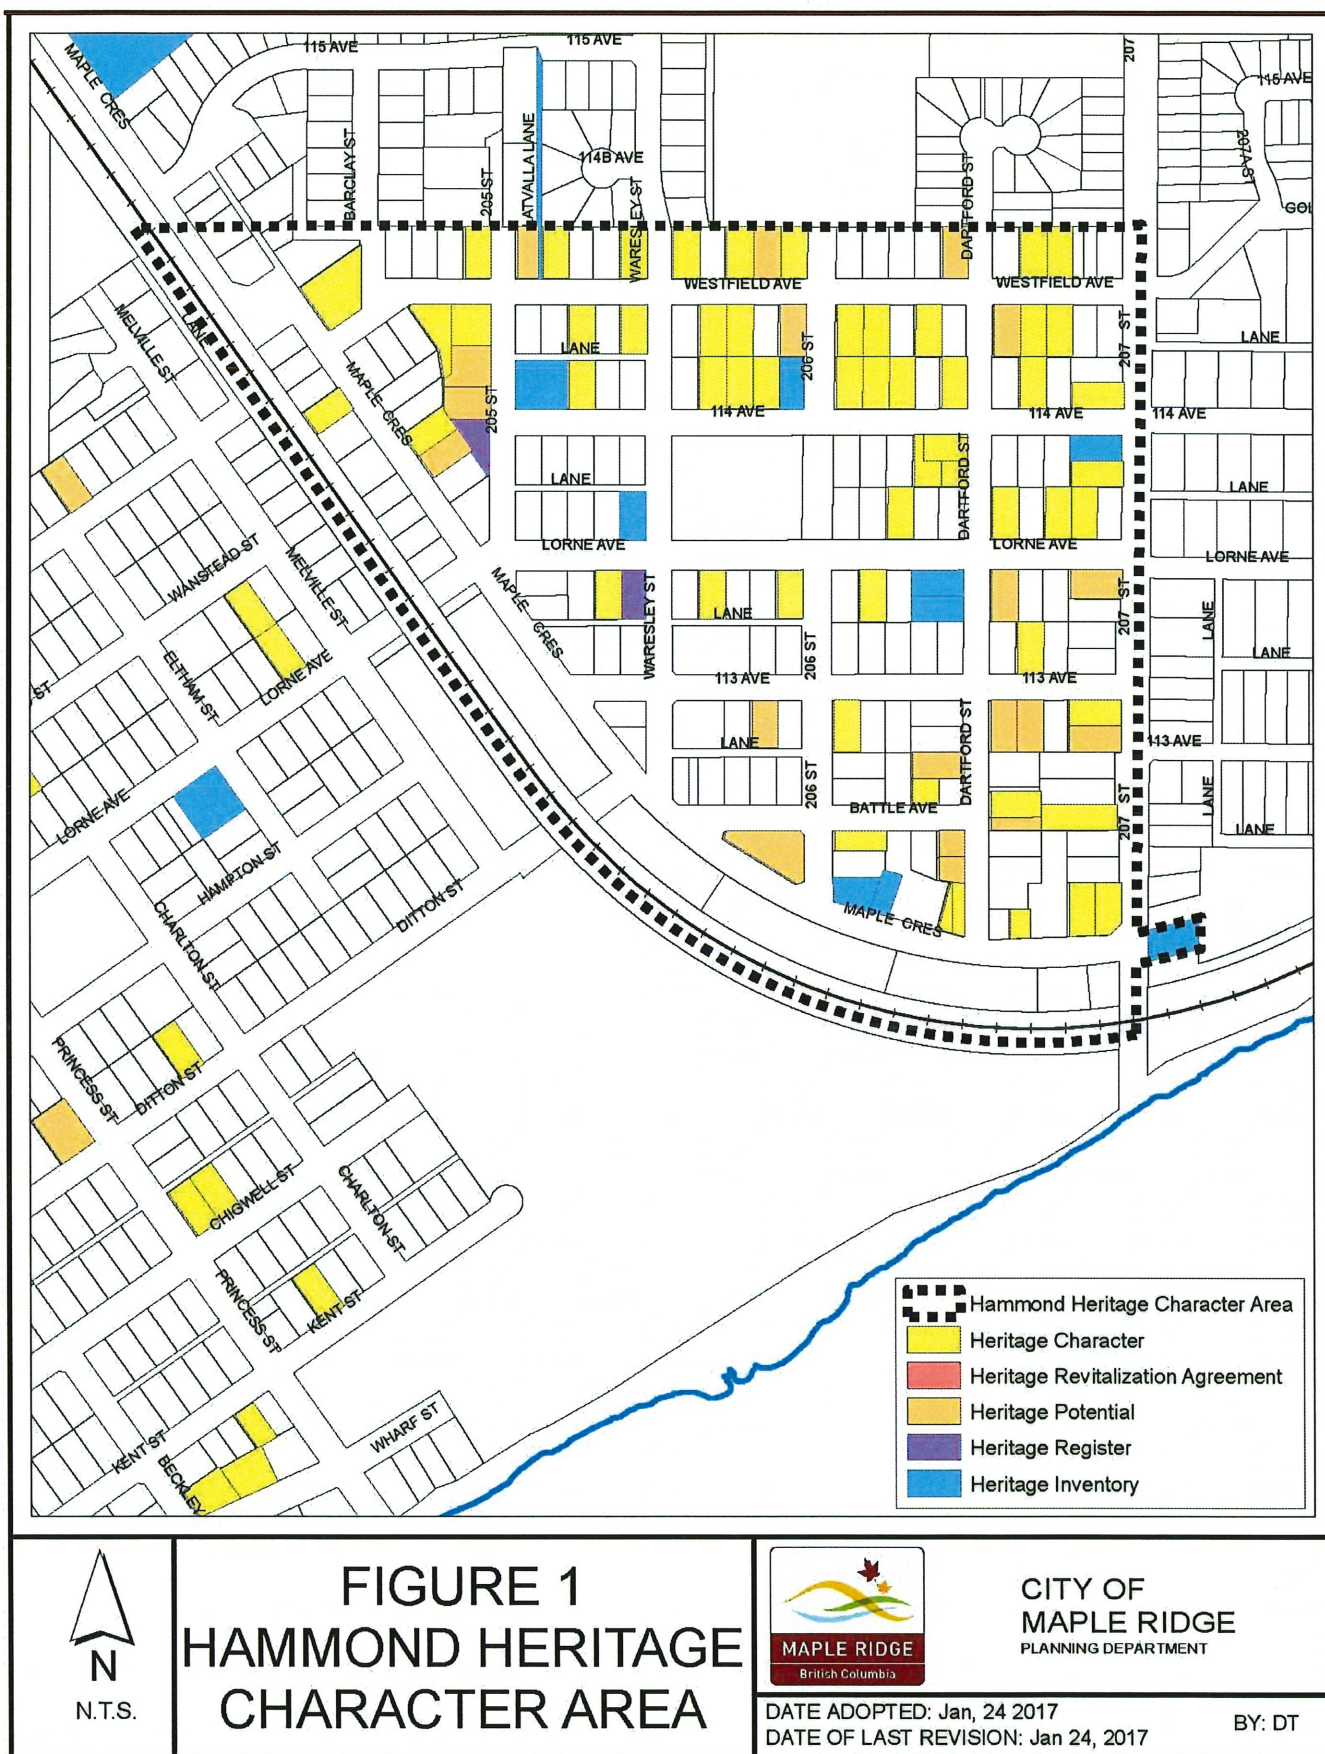 115 AVE
115 AVE
207
MAPLE CRES
115 AVE
BARCLAY ST
205 ST
ATVALLA LANE
114B AVE
WARESLEY ST
DARTFORD ST
207A ST
GOL
WESTFIELD AVE
WESTFIELD AVE
MELVILLE ST
LANE
MAPLE CRES
205 ST
LANE
206 ST
207 ST
LANE
114 AVE
114 AVE
114 AVE
LANE
DARTFORD ST
LANE
LORNE AVE
LORNE AVE
LORNE AVE
WANSTEAD ST
MELVILLE ST
MAPLE CRES
WARESLEY ST
LANE
206 ST
207 ST
LANE
LANE
ELTHAM ST
LORNE AVE
113 AVE
113 AVE
ST
LANE
DARTFORD ST
113 AVE
206 ST
BATTLE AVE
207 ST
LANE
LANE
LORNE AVE
HAMPTON ST
CHARLTON ST
DITTON ST
MAPLE CRES
PRINCESS ST
DITTON ST
CHIGWELL ST
CHARLTON ST
PRINCESS ST
KENT ST
KENT ST
BECKLEY
WHARF ST
Hammond Heritage Character Area
Heritage Character
Heritage Revitalization Agreement
Heritage Potential
Heritage Register
Heritage Inventory
N
N.T.S.
FIGURE 1
HAMMOND HERITAGE
CHARACTER AREA
MAPLE RIDGE
British Columbia
CITY OF
MAPLE RIDGE
PLANNING DEPARTMENT
DATE ADOPTED: Jan, 24 2017
DATE OF LAST REVISION: Jan 24, 2017
BY: DT